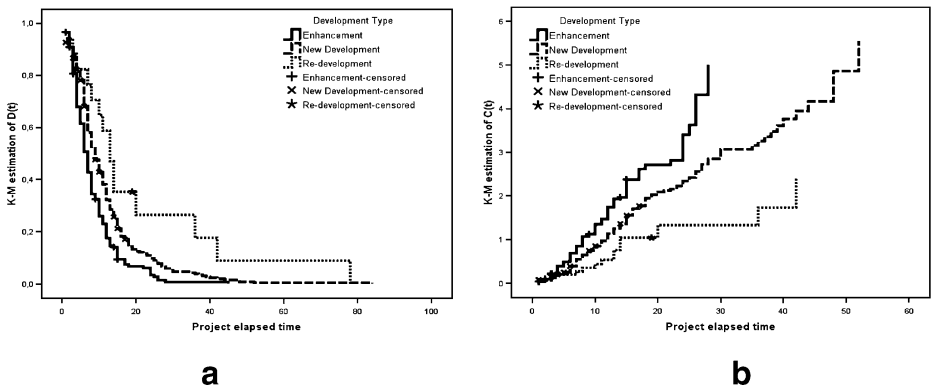 1,0
0,8
0,6
0,4
0,2
0,0
K-M estimation of D(t)
0
20
40
60
80
100
Project elapsed time
Development Type
Enhancement
New Development
Re-development
Enhancement-censored
New Development-censored
Re-development-censored
a
6
5
4
3
2
1
0
K-M estimation of C(t)
0
10
20
30
40
50
60
Project elapsed time
Development Type
Enhancement
New Development
Re-development
Enhancement-censored
New Development-censored
Re-development-censored
b